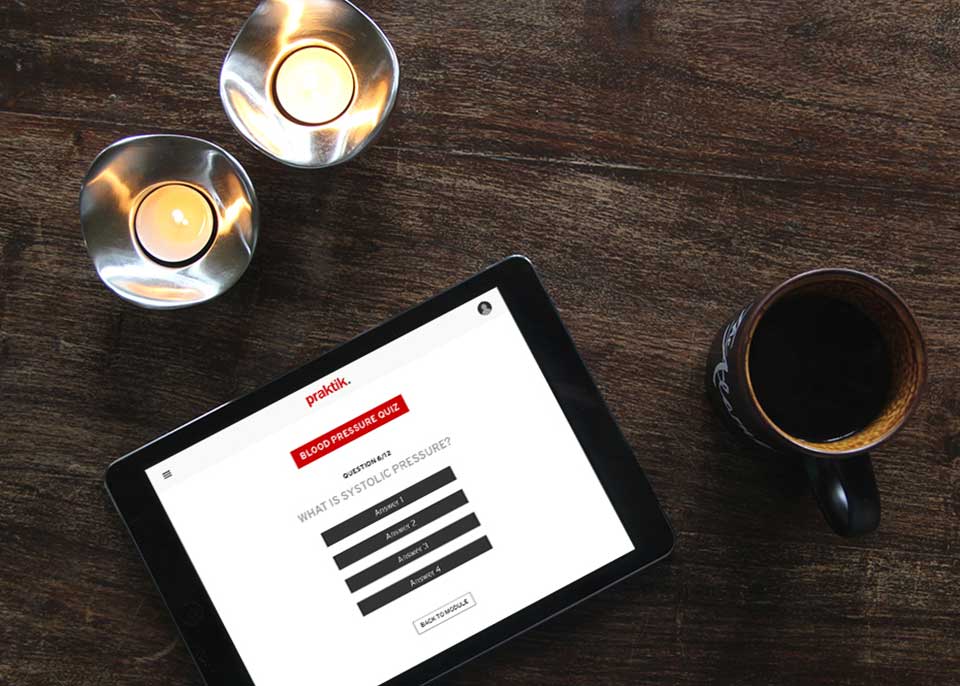 praktik.
BLOOD PRESSURE QUIZ
QUESTION 6/12
WHAT IS SYSTOLIC PRESSURE?
Answer 1
Answer 2
Answer 3
Answer 4
BACK TO MODULE